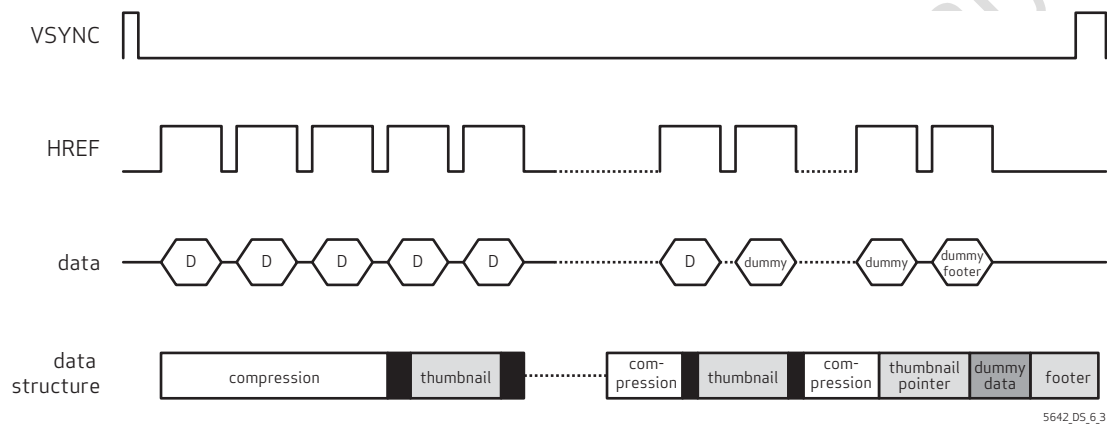 VSYNC
HREF
data
D D D D D D dummy dummy dummy
footer
data
structure
compression thumbnail com-
pression thumbnail com-
pression thumbnail
pointer dummy
data footer
5642_DS_6_3